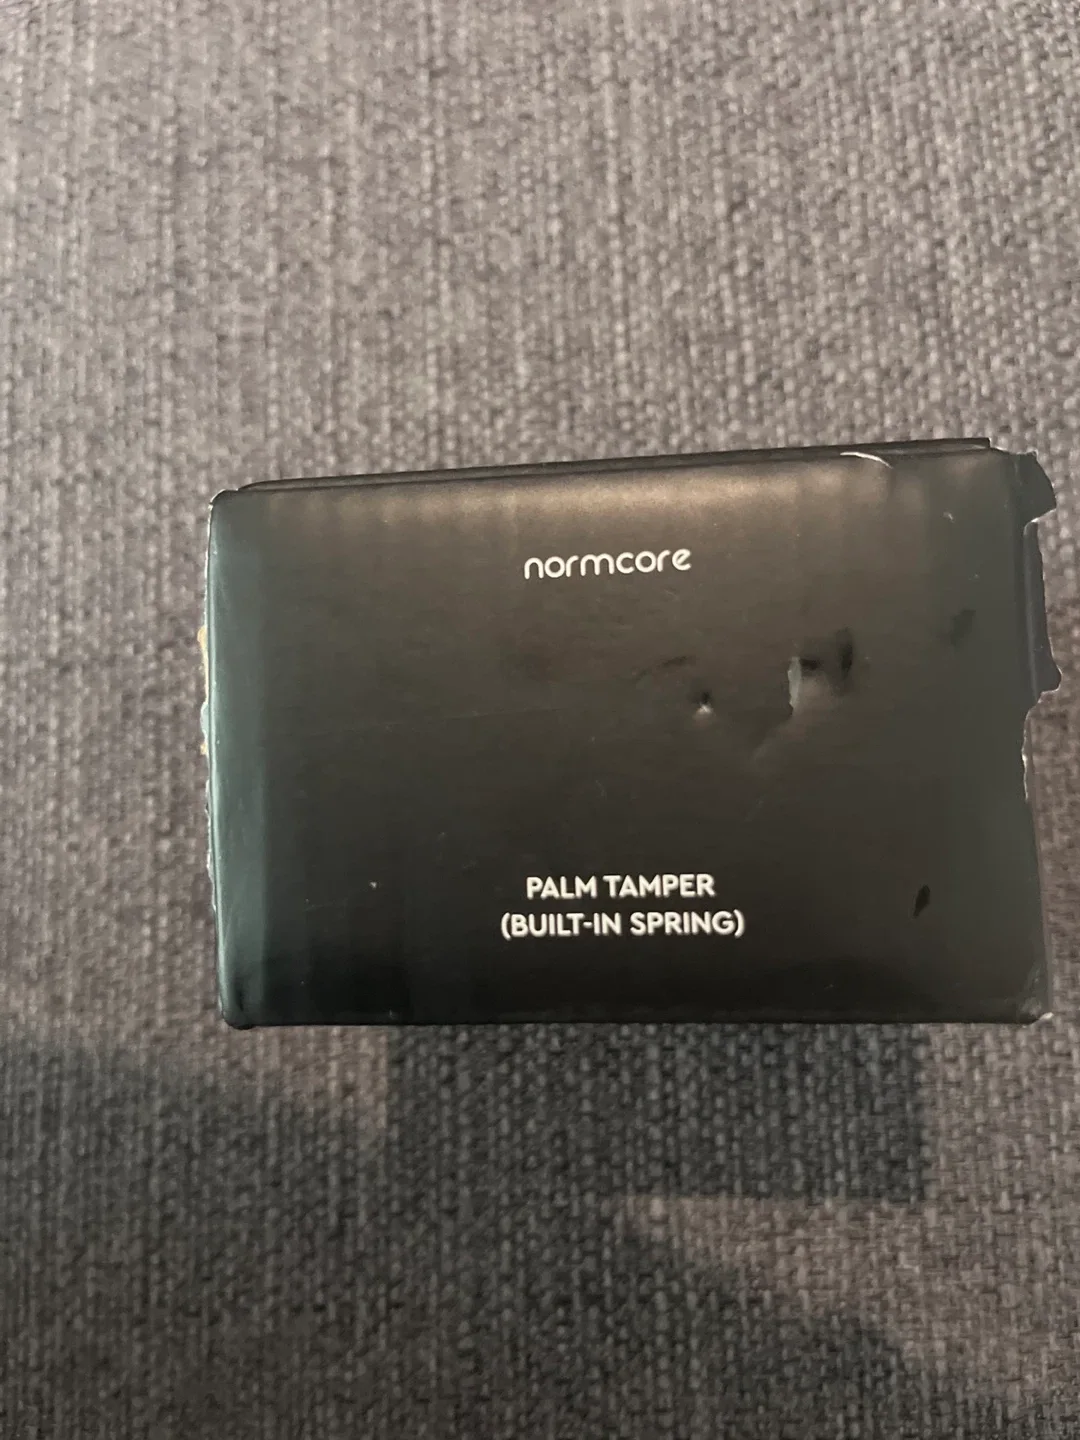 normcore
PALM TAMPER
(BUILT-IN SPRING)